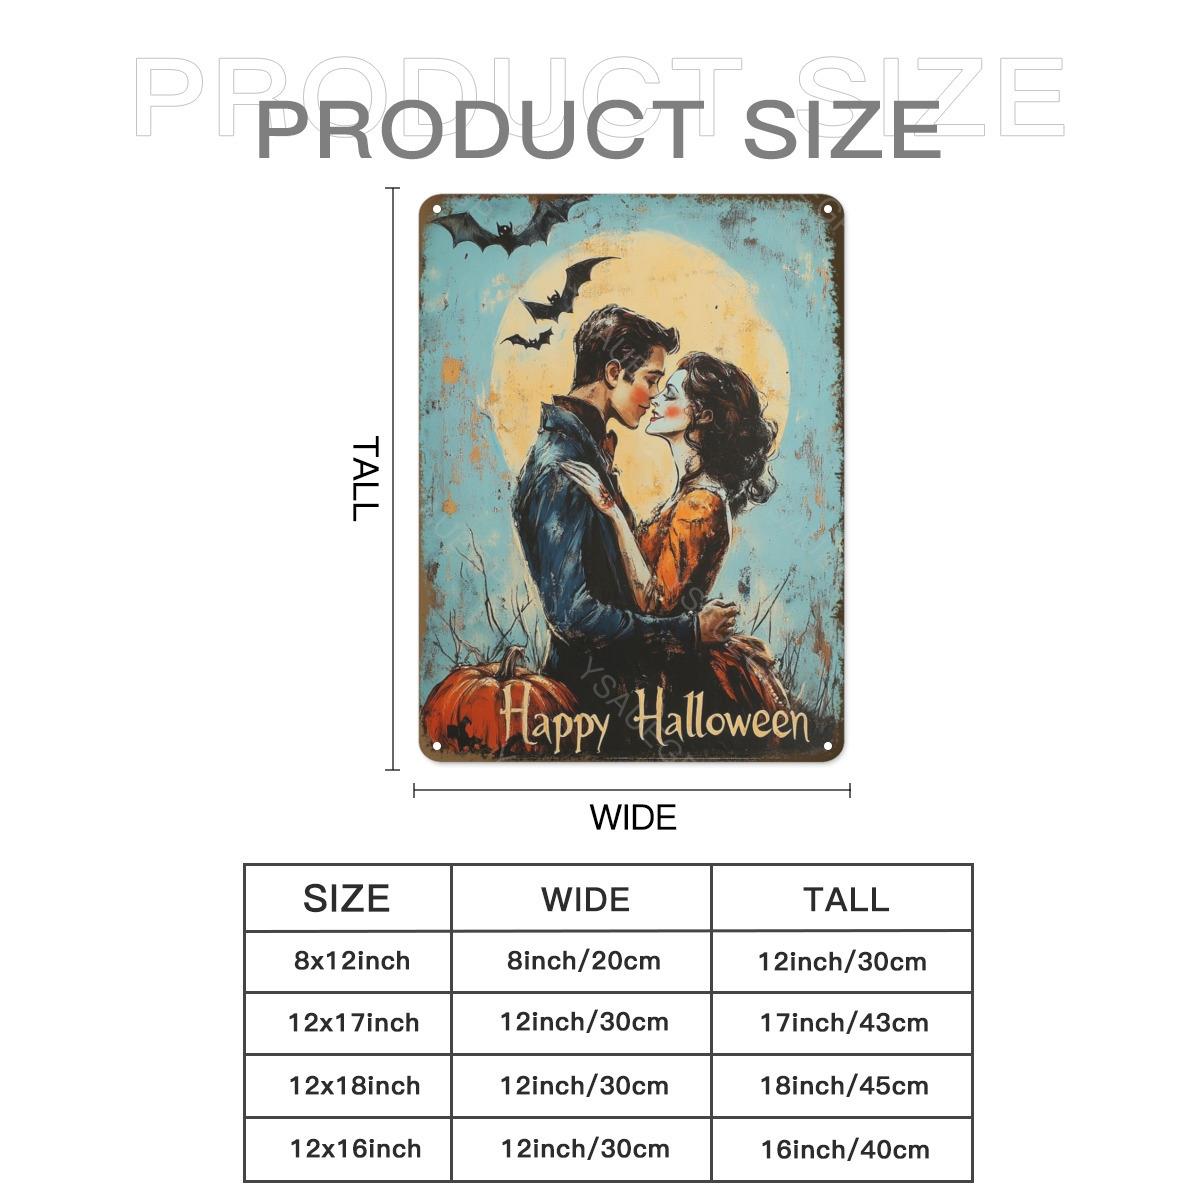 PRODUCT SIZE
PRODUCT SIZE
TALL
Happy Halloween
WIDE
SIZE WIDE TALL
8x12inch 8inch/20cm 12inch/30cm
12x17inch 12inch/30cm 17inch/43cm
12x18inch 12inch/30cm 18inch/45cm
12x16inch 12inch/30cm 16inch/40cm